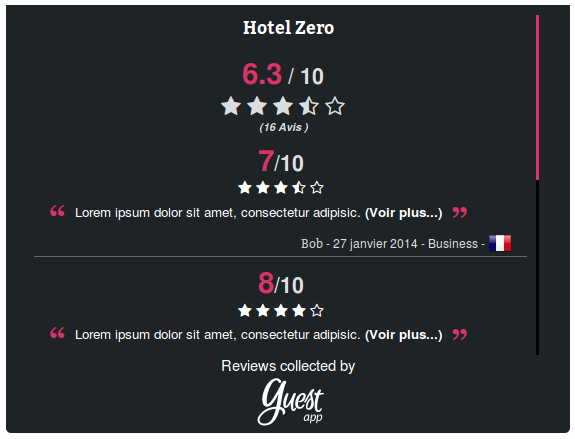 Hotel Zero
6.3 / 10
(16 Avis )
7/10
“ Lorem ipsum dolor sit amet, consectetur adipisic. (Voir plus...) ”
Bob - 27 janvier 2014 - Business -
8/10
“ Lorem ipsum dolor sit amet, consectetur adipisic. (Voir plus...) ”
Reviews collected by
guest
app